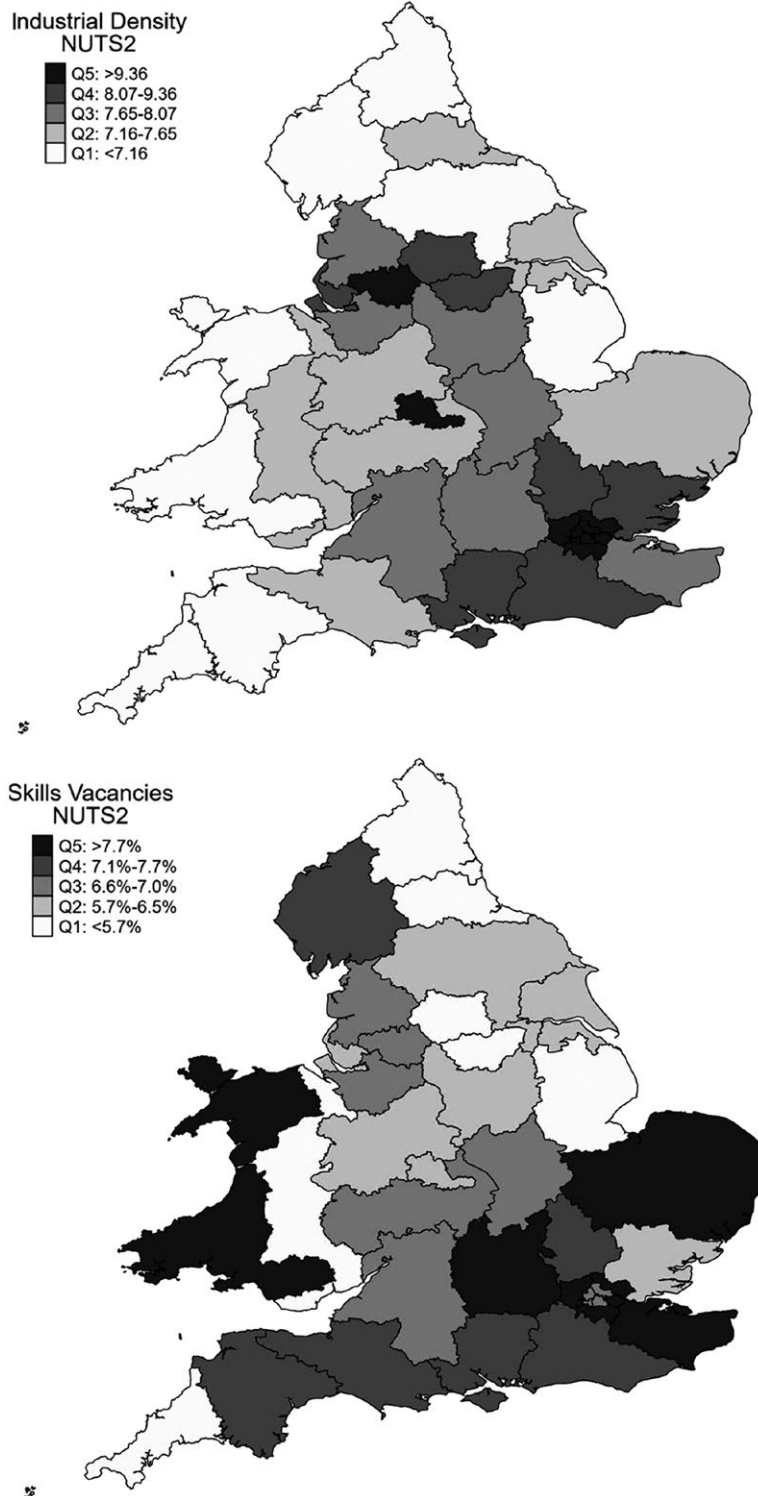 Industrial Density
NUTS2
Q5: >9.36
Q4: 8.07-9.36
Q3: 7.65-8.07
Q2: 7.16-7.65
Q1: <7.16
Skills Vacancies
NUTS2
Q5: >7.7%
Q4: 7.1%-7.7%
Q3: 6.6%-7.0%
Q2: 5.7%-6.5%
Q1: <5.7%